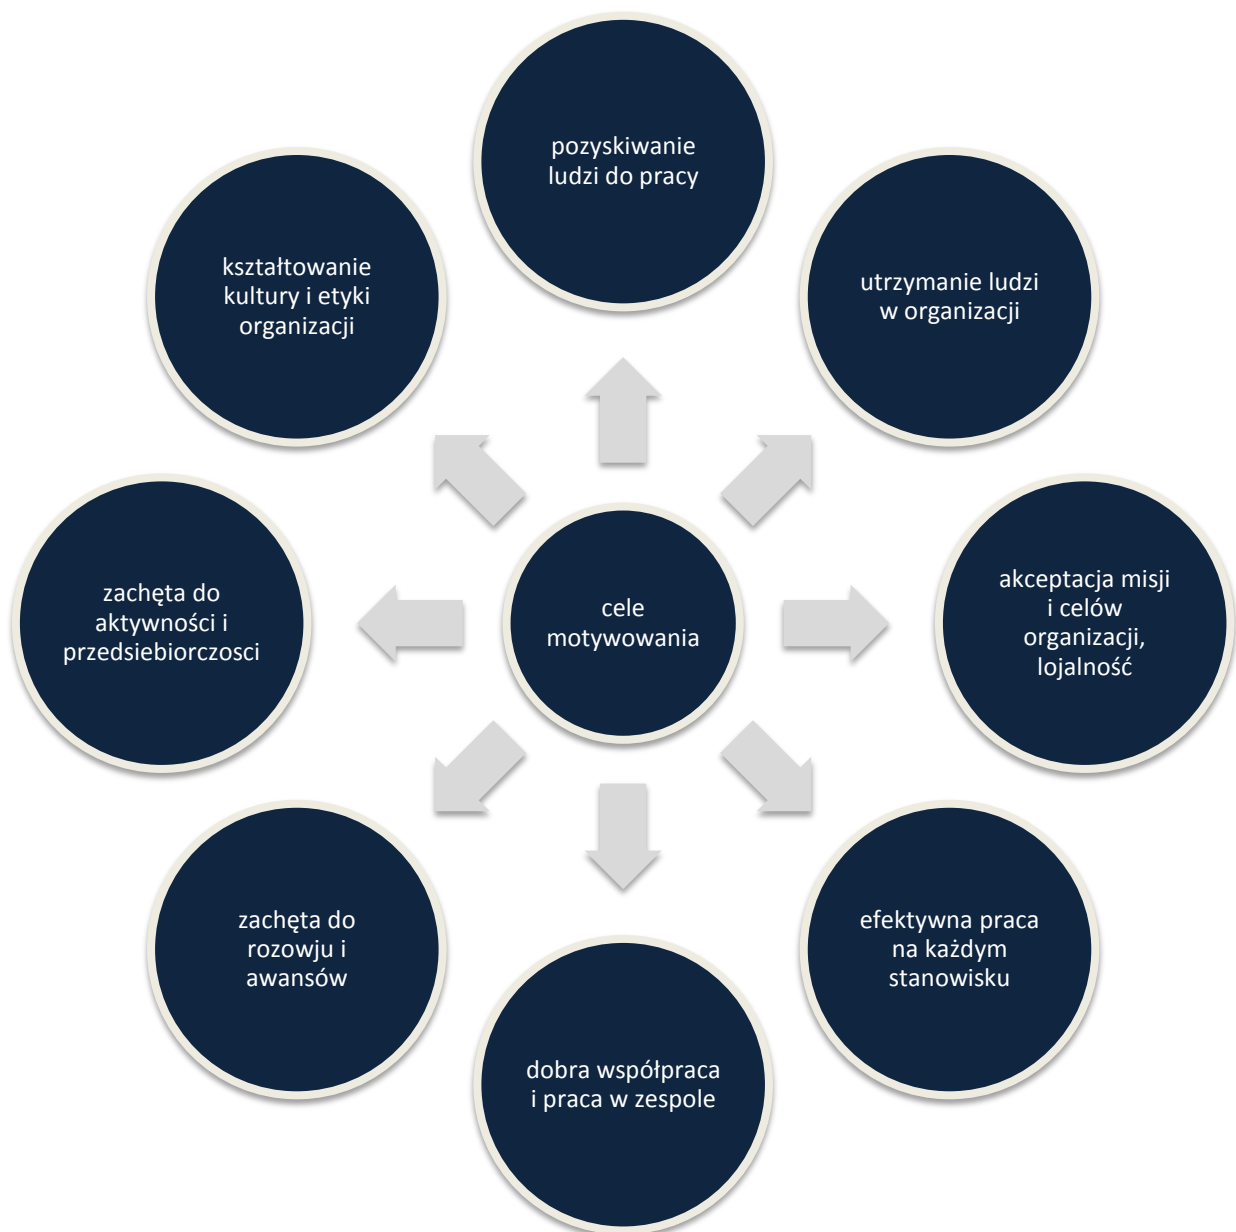 pozyskiwanie
ludzi do pracy
utrzymanie ludzi
w organizacji
akceptacja misji
i celów
organizacji,
lojalność
efektywna praca
na każdym
stanowisku
dobra współpraca
i praca w zespole
zachęta do
rozowju i
awansów
zachęta do
aktywności i
przedsiebiorczosci
kształtowanie
kultury i etyki
organizacji
cele
motywowania